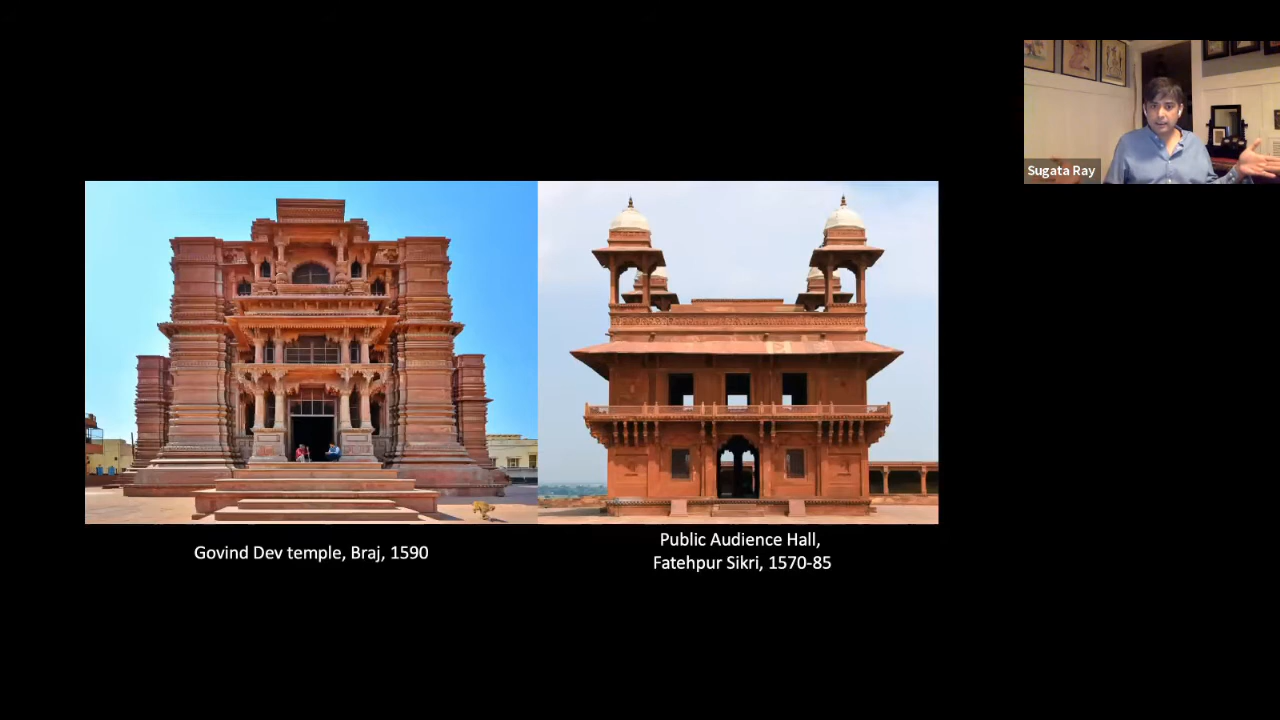 Sugata Ray
Govind Dev temple, Braj, 1590
Public Audience Hall,
Fatehpur Sikri, 1570-85